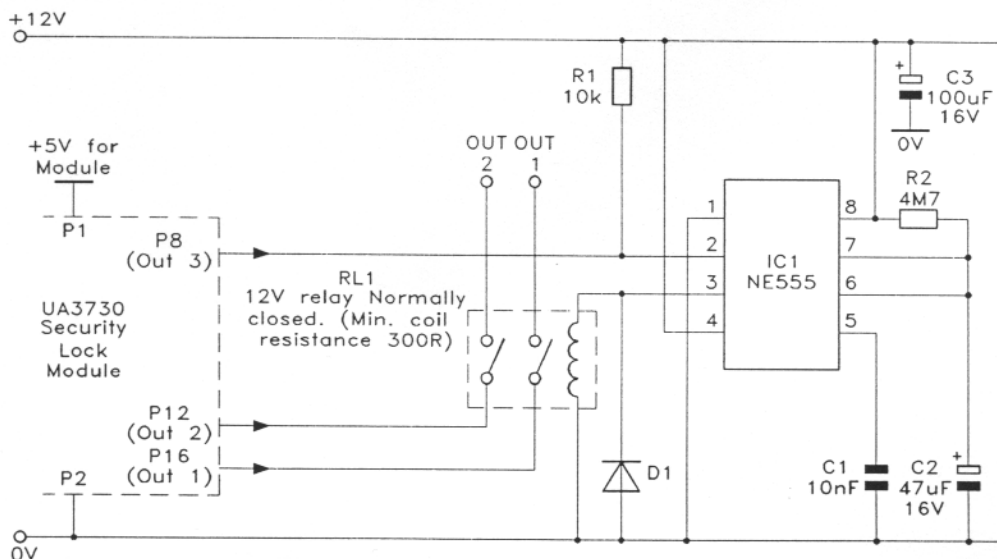 +12V
R1
10k
+
C3
100uF
16V
0V
+5V for
Module
OUT OUT
2 1
R2
4M7
P1
P8
(Out 3)
1
2
3
4
8
7
6
5
IC1
NE555
RL1
12V relay Normally
closed. (Min. coil
resistance 300R)
UA3730
Security
Lock
Module
P12
(Out 2)
P16
(Out 1)
P2
D1
C1
10nF
+
C2
47uF
16V
0V